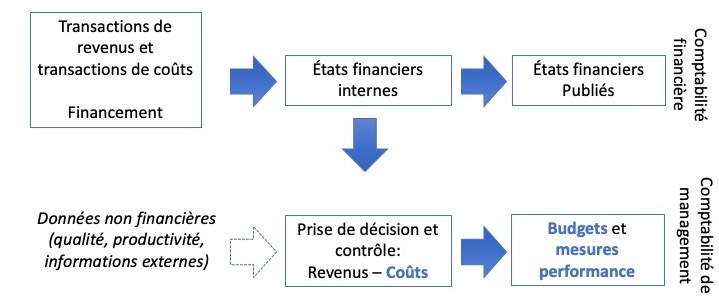 Transactions de
revenus et
transactions de coûts
Financement
États financiers
internes
États financiers
Publiés
Comptabilité
financière
Données non financières
(qualité, productivité,
informations externes)
Prise de décision et
contrôle:
Revenus – Coûts
Budgets et
mesures
performance
Comptabilité de
management